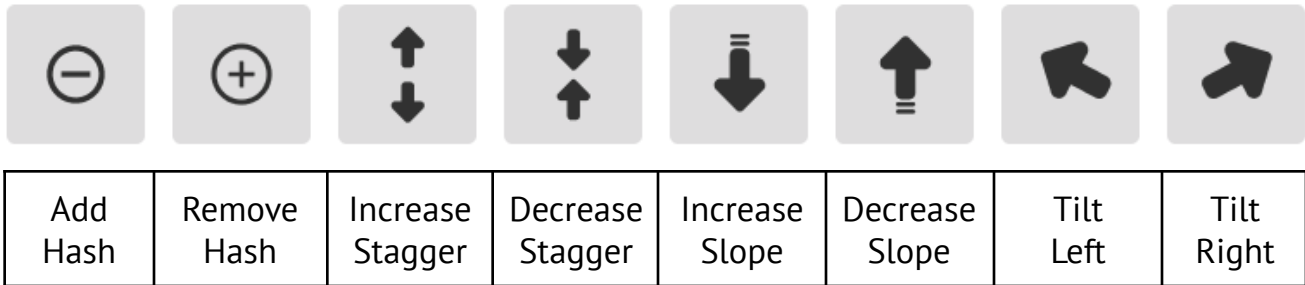 Add Remove Increase Decrease Increase Decrease Tilt Tilt
Hash Hash Stagger Stagger Slope Slope Left Right